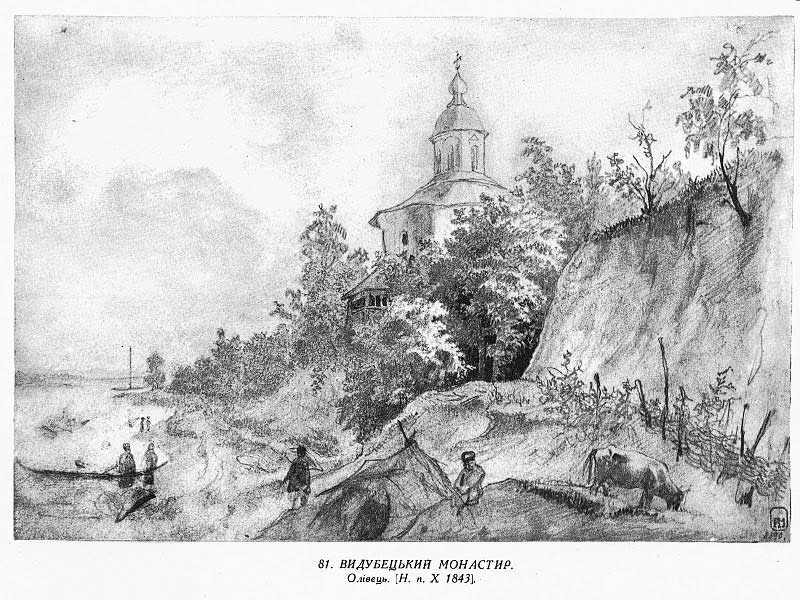 81. ВИДУБЕЦЬКИЙ МОНАСТИР.
Олівець. [Н. п. X 1843].